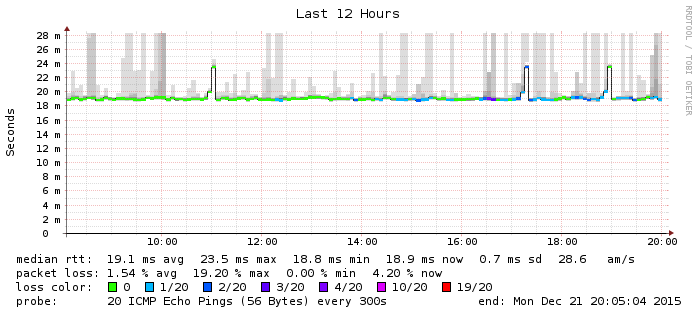 Last 12 Hours
RRDTOOL / TOBI OETIKER
Seconds
28 m
26 m
24 m
22 m
20 m
18 m
16 m
14 m
12 m
10 m
8 m
6 m
4 m
2 m
0
10:00 12:00 14:00 16:00 18:00 20:00
median rtt: 19.1 ms avg 23.5 ms max 18.8 ms min 18.9 ms now 0.7 ms sd 28.6 am/s
packet loss: 1.54 % avg 19.20 % max 0.00 % min 4.20 % now
loss color: 0 1/20 2/20 3/20 4/20 10/20 19/20
probe: 20 ICMP Echo Pings (56 Bytes) every 300s end: Mon Dec 21 20:05:04 2015